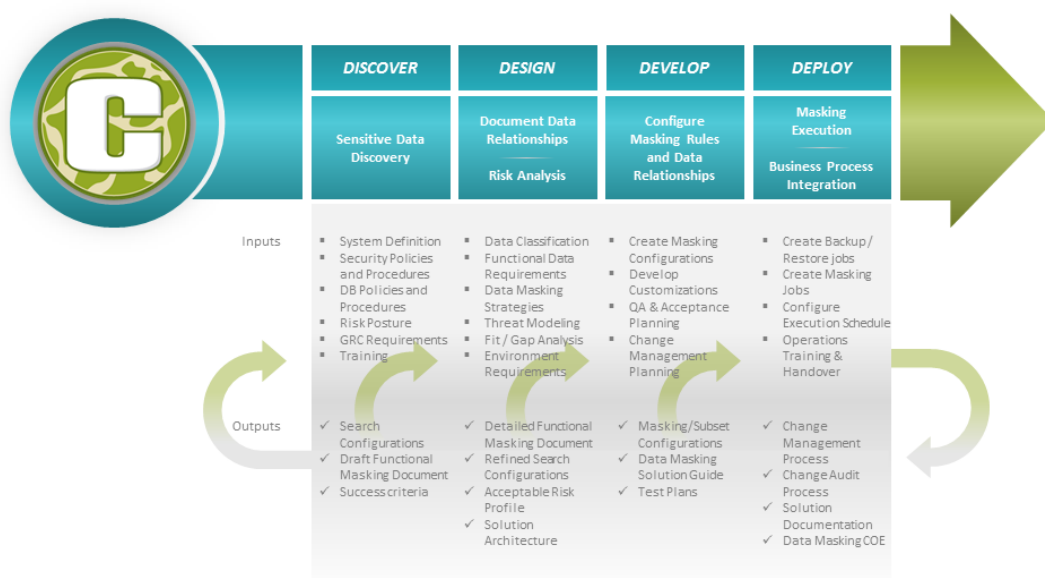 C
DISCOVER
DESIGN
DEVELOP
DEPLOY
Sensitive Data
Discovery
Document Data
Relationships
Risk Analysis
Configure
Masking Rules
and Data
Relationships
Masking
Execution
Business Process
Integration
Inputs
▪ System Definition
▪ Security Policies
and Procedures
▪ DB Policies and
Procedures
▪ Risk Posture
▪ GRC Requirements
▪ Training
▪ Data Classification
▪ Functional Data
Requirements
▪ Data Masking
Strategies
▪ Threat Modeling
▪ Fit / Gap Analysis
▪ Environment
Requirements
▪ Create Masking
Configurations
▪ Develop
Customizations
▪ QA & Acceptance
Planning
▪ Change
Management
Planning
▪ Create Backup /
Restore jobs
▪ Create Masking
Jobs
▪ Configure
Execution Schedule
▪ Operations
Training &
Handover
Outputs
✓ Search
Configurations
✓ Draft Functional
Masking Document
✓ Success criteria
✓ Detailed Functional
Masking Document
✓ Refined Search
Configurations
✓ Acceptable Risk
Profile
✓ Solution
Architecture
✓ Masking/Subset
Configurations
✓ Data Masking
Solution Guide
✓ Test Plans
✓ Change
Management
Process
✓ Change Audit
Process
✓ Solution
Documentation
✓ Data Masking COE